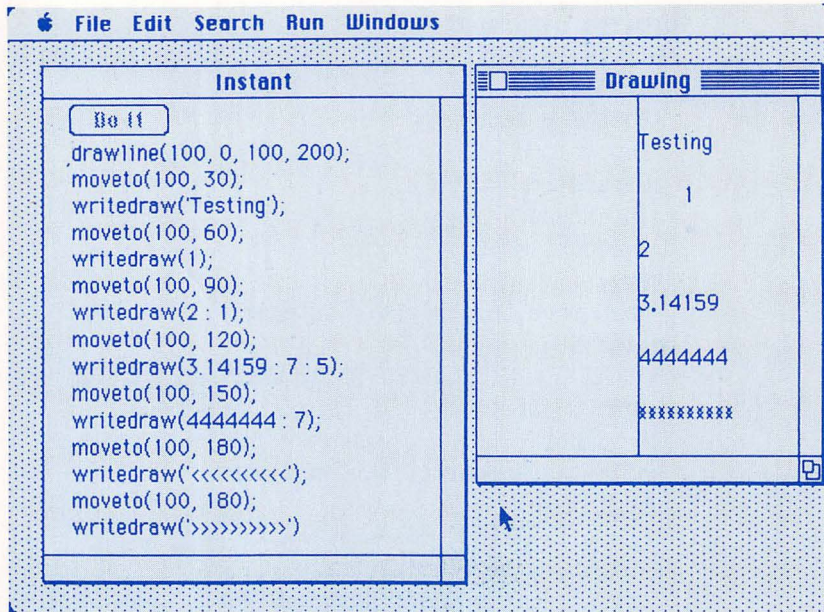 File Edit Search Run Windows
Instant
Do It
drawline(100, 0, 100, 200);
moveto(100, 30);
writedraw('Testing');
moveto(100, 60);
writedraw(1);
moveto(100, 90);
writedraw(2 : 1);
moveto(100, 120);
writedraw(3.14159 : 7 : 5);
moveto(100, 150);
writedraw(4444444 : 7);
moveto(100, 180);
writedraw('<<<<<<<<<<');
moveto(100, 180);
writedraw('>>>>>>>>>>')
Drawing
Testing
1
2
3.14159
4444444